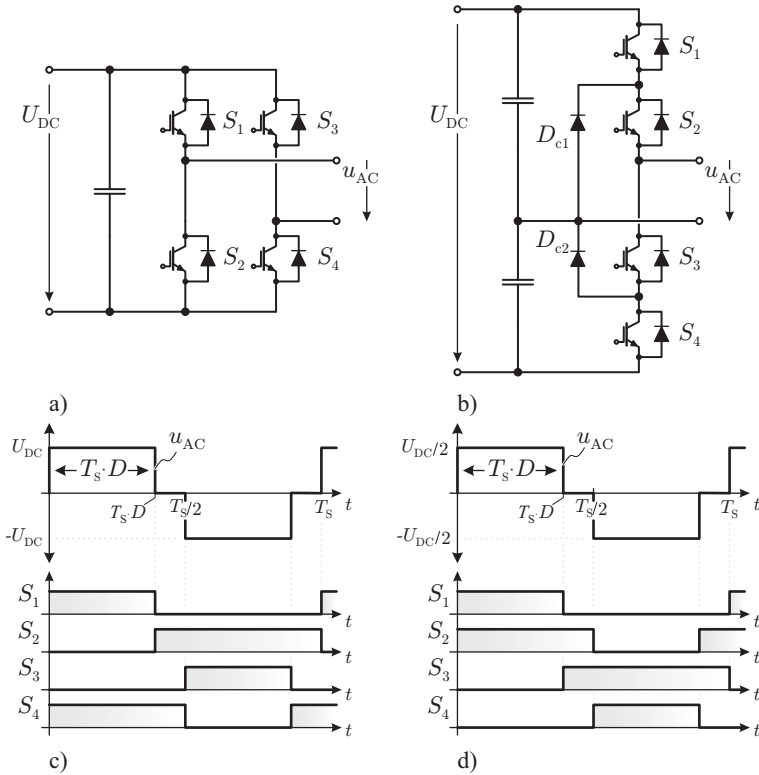 U_DC
S_1
S_3
u_AC
S_2
S_4
a)
U_DC
S_1
S_2
D_c1
u_AC
D_c2
S_3
S_4
b)
U_DC
u_AC
T_S·D
T_S·D
T_S/2
T_S
t
-U_DC
S_1
t
S_2
t
S_3
t
S_4
t
c)
U_DC/2
u_AC
T_S·D
T_S·D
T_S/2
T_S
t
-U_DC/2
S_1
t
S_2
t
S_3
t
S_4
t
d)